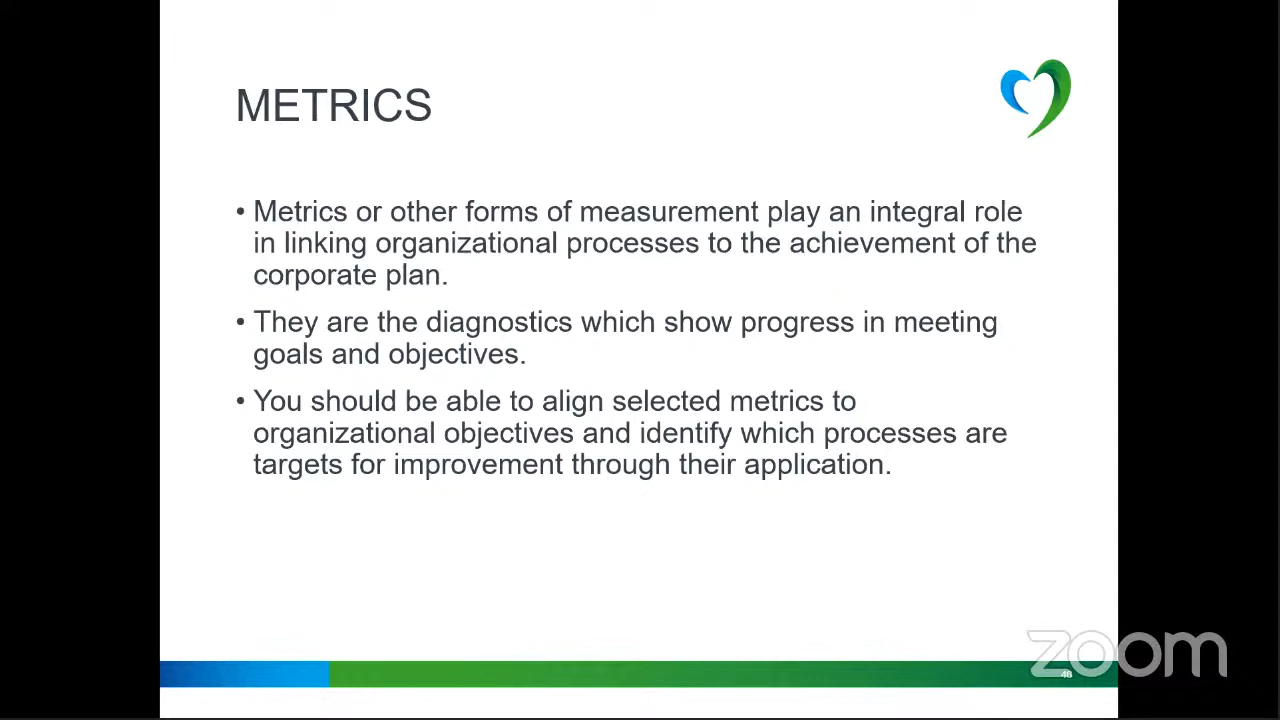 METRICS
• Metrics or other forms of measurement play an integral role
in linking organizational processes to the achievement of the
corporate plan.
• They are the diagnostics which show progress in meeting
goals and objectives.
• You should be able to align selected metrics to
organizational objectives and identify which processes are
targets for improvement through their application.
zoom
46